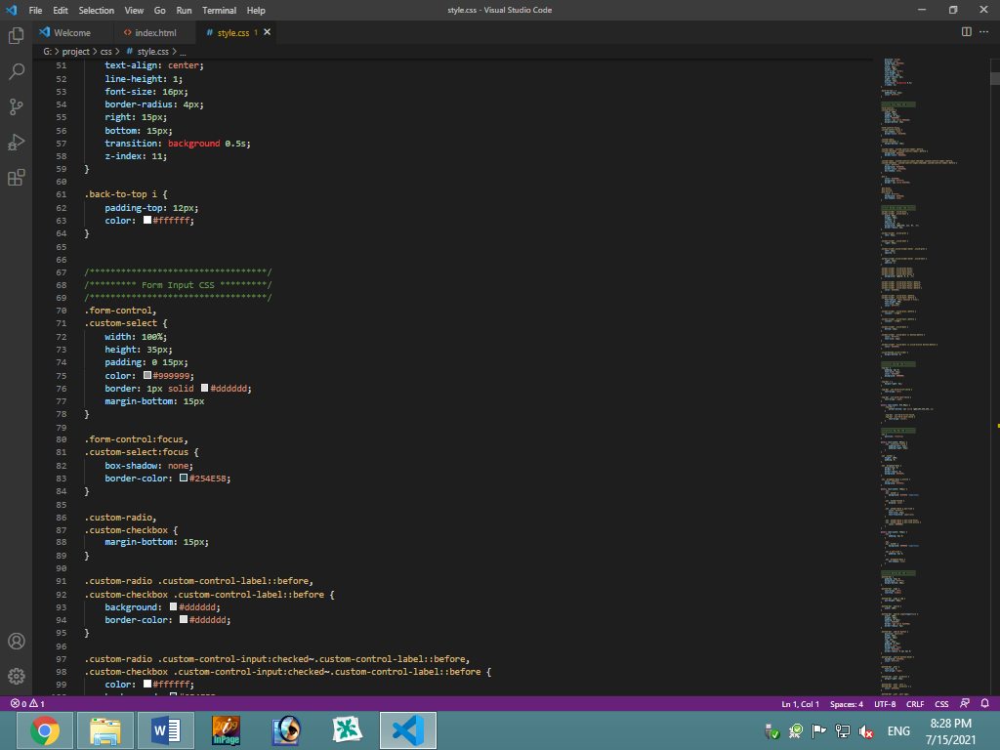 File Edit Selection View Go Run Terminal Help
style.css - Visual Studio Code
Welcome
index.html
style.css 1
G: > project > css > # style.css > ...
51 text-align: center;
52 line-height: 1;
53 font-size: 16px;
54 border-radius: 4px;
55 right: 15px;
56 bottom: 15px;
57 transition: background 0.5s;
58 z-index: 11;
59 }
60
61 .back-to-top i {
62 padding-top: 12px;
63 color: #ffffff;
64 }
65
66
67 /**********************************/
68 /********* Form Input CSS *********/
69 /**********************************/
70 .form-control,
71 .custom-select {
72 width: 100%;
73 height: 35px;
74 padding: 0 15px;
75 color: #999999;
76 border: 1px solid #dddddd;
77 margin-bottom: 15px
78 }
79
80 .form-control:focus,
81 .custom-select:focus {
82 box-shadow: none;
83 border-color: #254E58;
84 }
85
86 .custom-radio,
87 .custom-checkbox {
88 margin-bottom: 15px;
89 }
90
91 .custom-radio .custom-control-label::before,
92 .custom-checkbox .custom-control-label::before {
93 background: #dddddd;
94 border-color: #dddddd;
95 }
96
97 .custom-radio .custom-control-input:checked~.custom-control-label::before,
98 .custom-checkbox .custom-control-input:checked~.custom-control-label::before {
99 color: #ffffff;
0 1
Ln 1, Col 1 Spaces: 4 UTF-8 CRLF CSS
2009
InPage
ENG
8:28 PM
7/15/2021